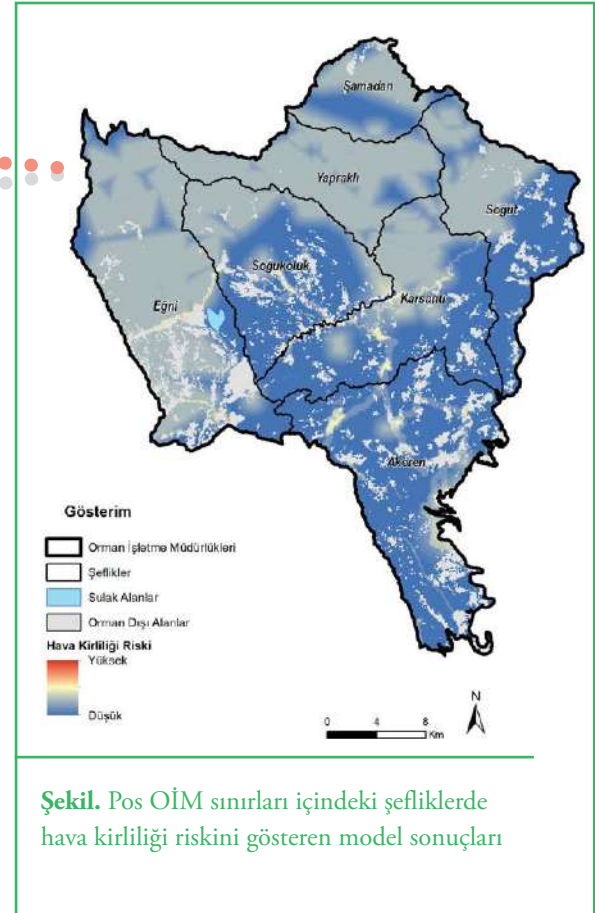 Şamadan
Yapraklı
Söğüt
Soğukoluk
Eğni
Karsantı
Akören
Gösterim
Orman İşletme Müdürlükleri
Şeflikler
Sulak Alanlar
Orman Dışı Alanlar
Hava Kirliliği Riski
Yüksek
Düşük
N
0 4 8
Km
Şekil. Pos OİM sınırları içindeki şefliklerde
hava kirliliği riskini gösteren model sonuçları